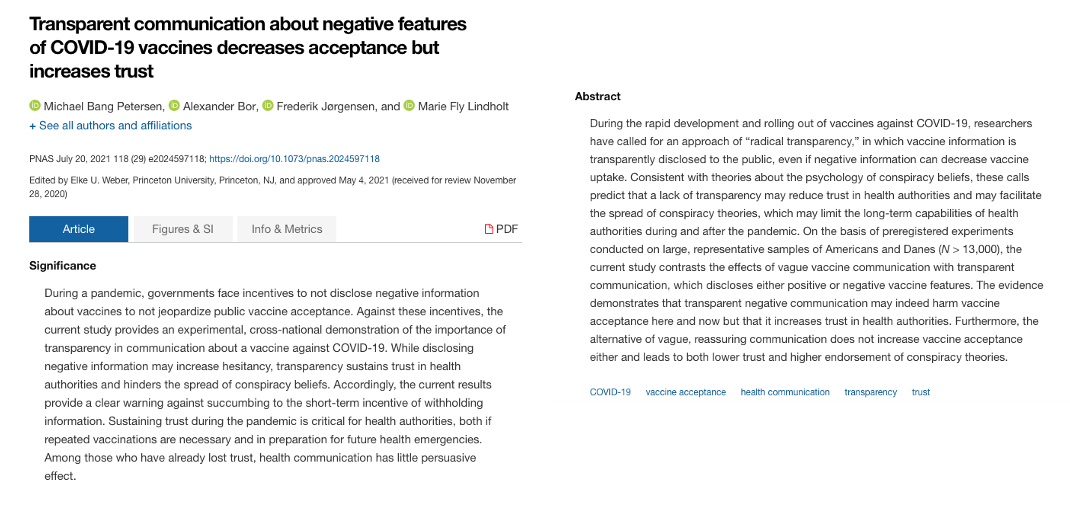 Transparent communication about negative features
of COVID-19 vaccines decreases acceptance but
increases trust
iD Michael Bang Petersen, iD Alexander Bor, iD Frederik Jørgensen, and iD Marie Fly Lindholt
+ See all authors and affiliations
PNAS July 20, 2021 118 (29) e2024597118; https://doi.org/10.1073/pnas.2024597118
Edited by Elke U. Weber, Princeton University, Princeton, NJ, and approved May 4, 2021 (received for review November
28, 2020)
Article
Figures & SI
Info & Metrics
PDF
Significance
During a pandemic, governments face incentives to not disclose negative information
about vaccines to not jeopardize public vaccine acceptance. Against these incentives, the
current study provides an experimental, cross-national demonstration of the importance of
transparency in communication about a vaccine against COVID-19. While disclosing
negative information may increase hesitancy, transparency sustains trust in health
authorities and hinders the spread of conspiracy beliefs. Accordingly, the current results
provide a clear warning against succumbing to the short-term incentive of withholding
information. Sustaining trust during the pandemic is critical for health authorities, both if
repeated vaccinations are necessary and in preparation for future health emergencies.
Among those who have already lost trust, health communication has little persuasive
effect.
Abstract
During the rapid development and rolling out of vaccines against COVID-19, researchers
have called for an approach of “radical transparency,” in which vaccine information is
transparently disclosed to the public, even if negative information can decrease vaccine
uptake. Consistent with theories about the psychology of conspiracy beliefs, these calls
predict that a lack of transparency may reduce trust in health authorities and may facilitate
the spread of conspiracy theories, which may limit the long-term capabilities of health
authorities during and after the pandemic. On the basis of preregistered experiments
conducted on large, representative samples of Americans and Danes (N > 13,000), the
current study contrasts the effects of vague vaccine communication with transparent
communication, which discloses either positive or negative vaccine features. The evidence
demonstrates that transparent negative communication may indeed harm vaccine
acceptance here and now but that it increases trust in health authorities. Furthermore, the
alternative of vague, reassuring communication does not increase vaccine acceptance
either and leads to both lower trust and higher endorsement of conspiracy theories.
COVID-19 vaccine acceptance health communication transparency trust